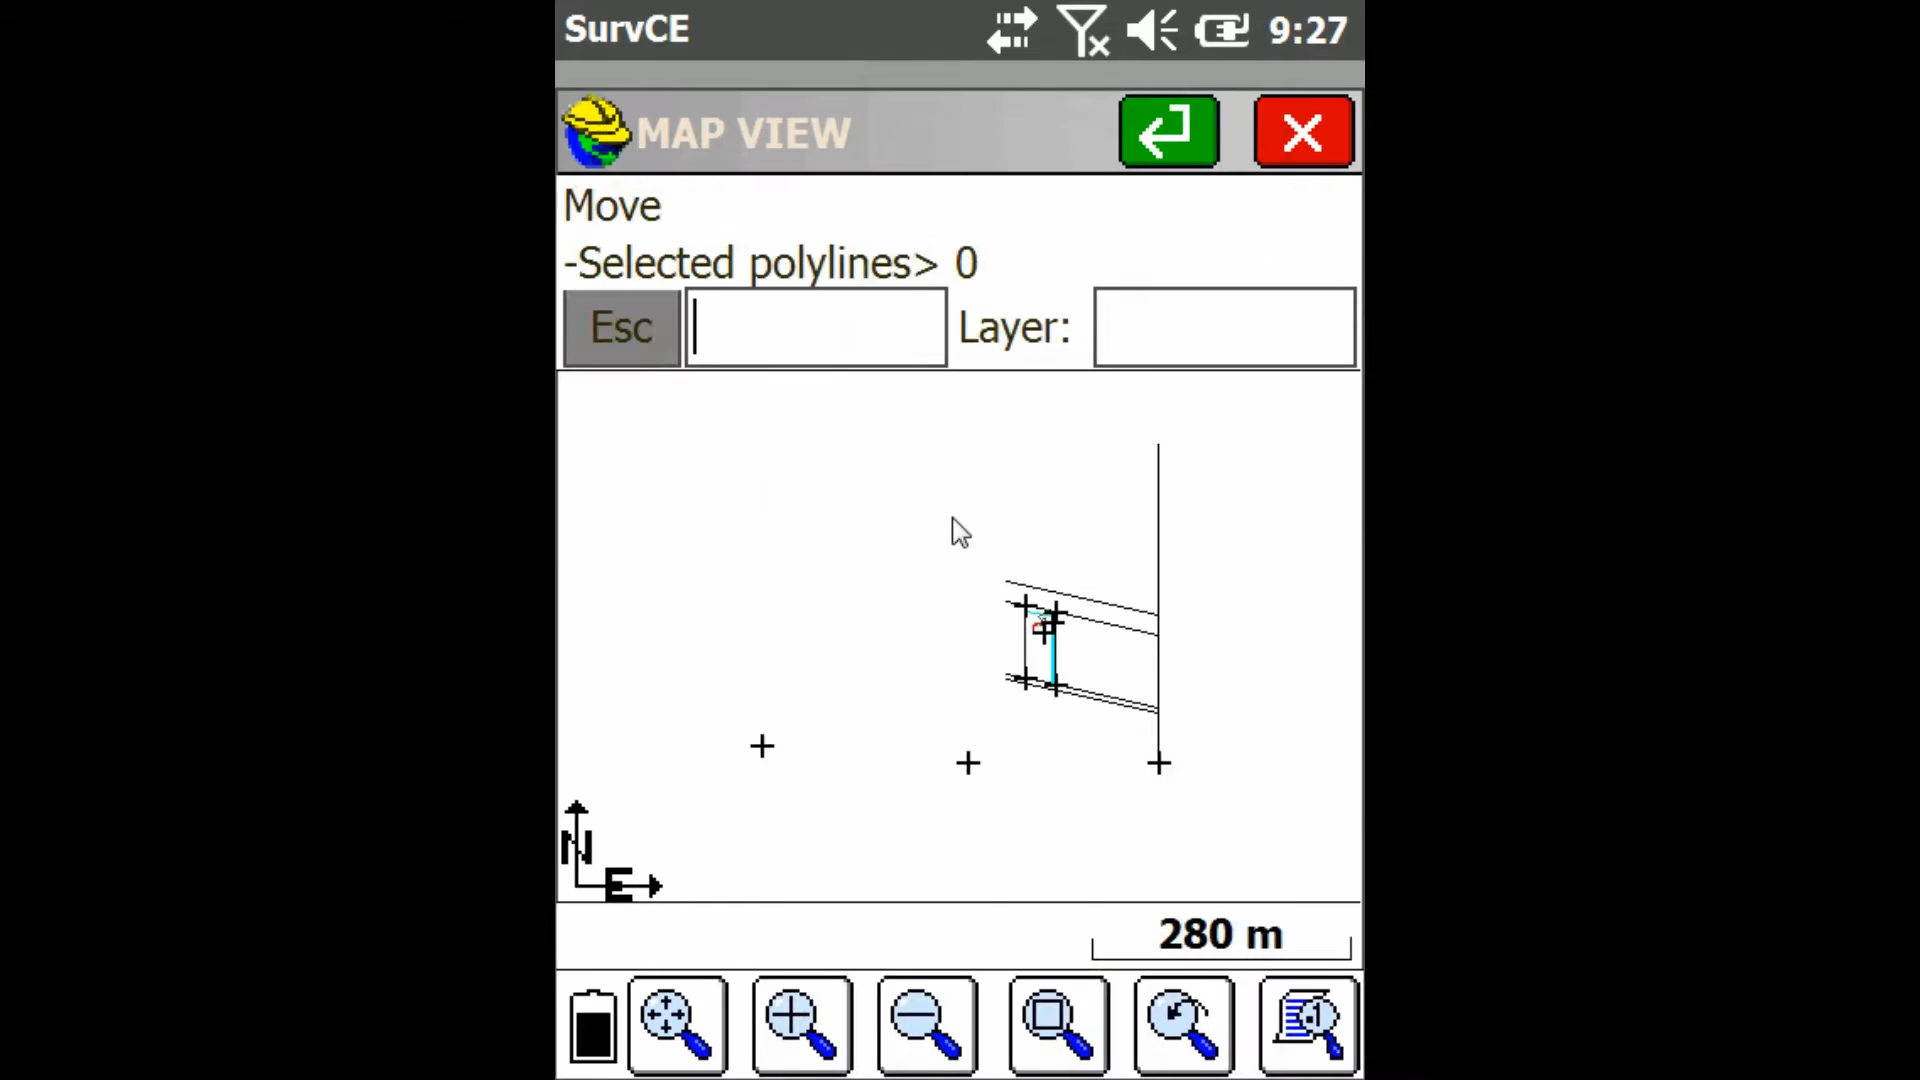 SurvCE 9:27
MAP VIEW
Move
-Selected polylines> 0
Esc Layer:
N
E
280 m